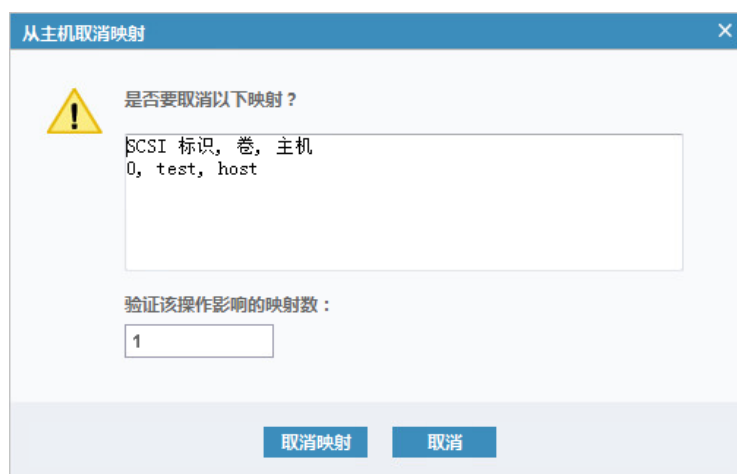 从主机取消映射
是否要取消以下映射？
SCSI 标识, 卷, 主机
0, test, host
验证该操作影响的映射数：
1
取消映射 取消